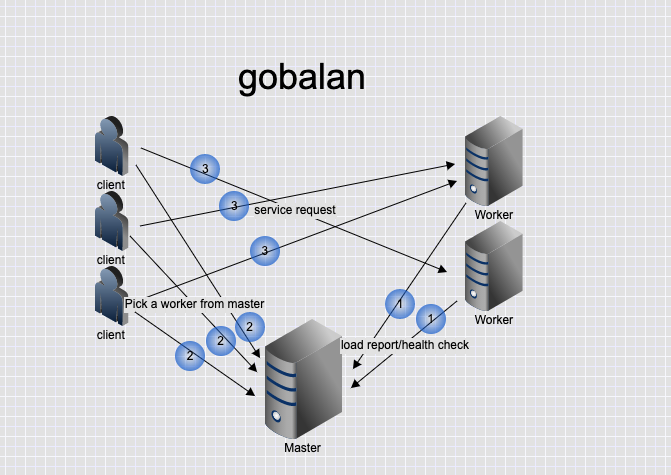 gobalan
client
3
Worker
3
service request
client
3
Pick a worker from master
client
1
1
Worker
2
2
2
load report/health check
Master